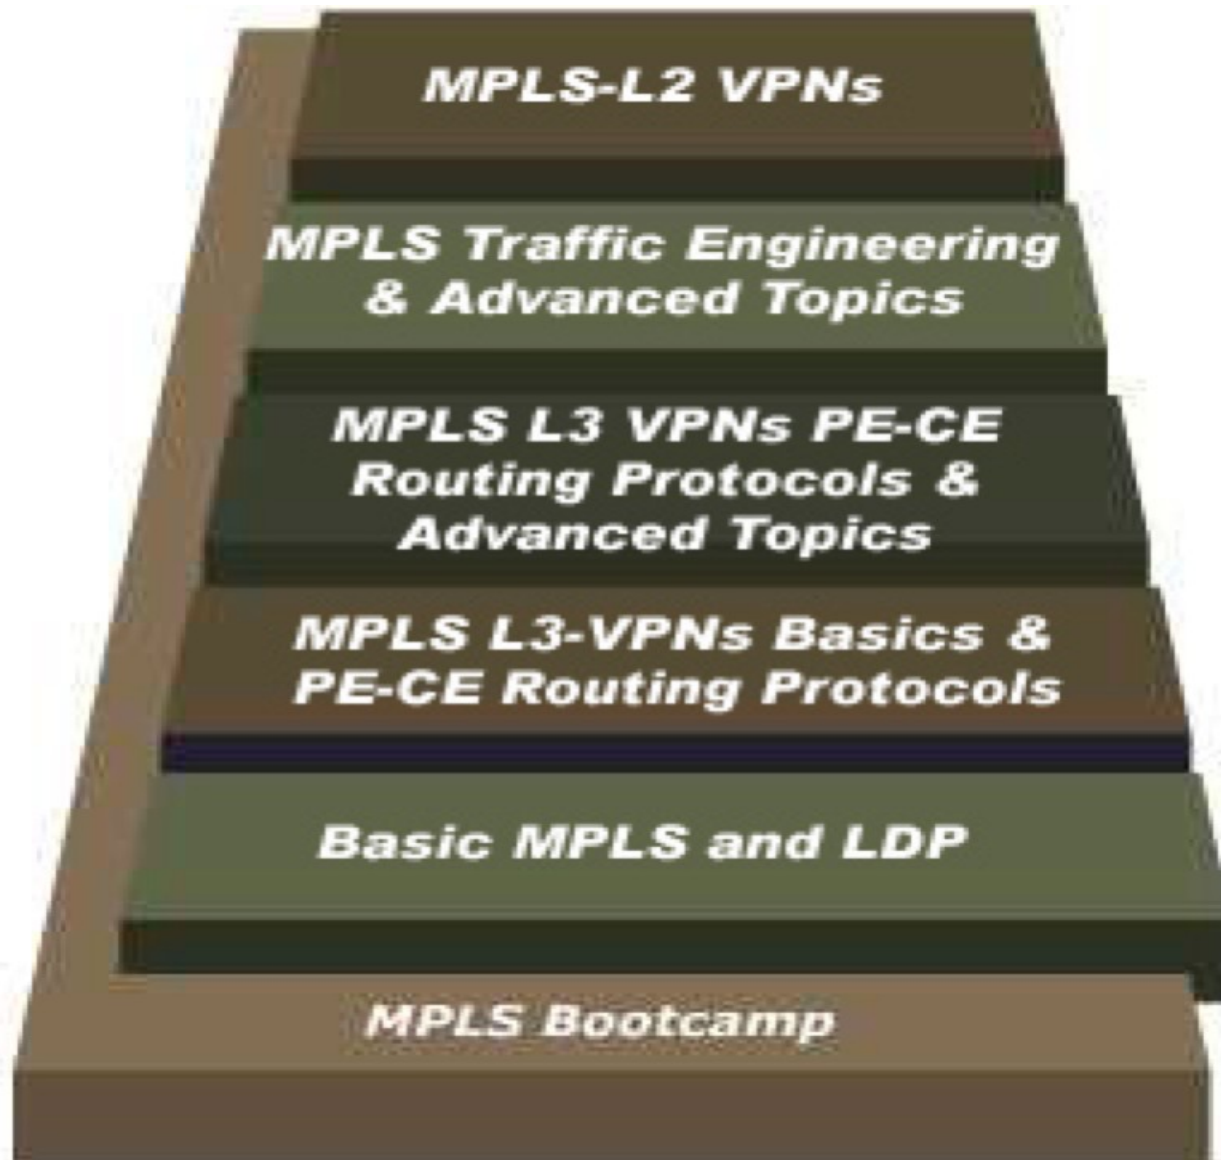 MPLS-L2 VPNs
MPLS Traffic Engineering
& Advanced Topics
MPLS L3 VPNs PE-CE
Routing Protocols &
Advanced Topics
MPLS L3-VPNs Basics &
PE-CE Routing Protocols
Basic MPLS and LDP
MPLS Bootcamp